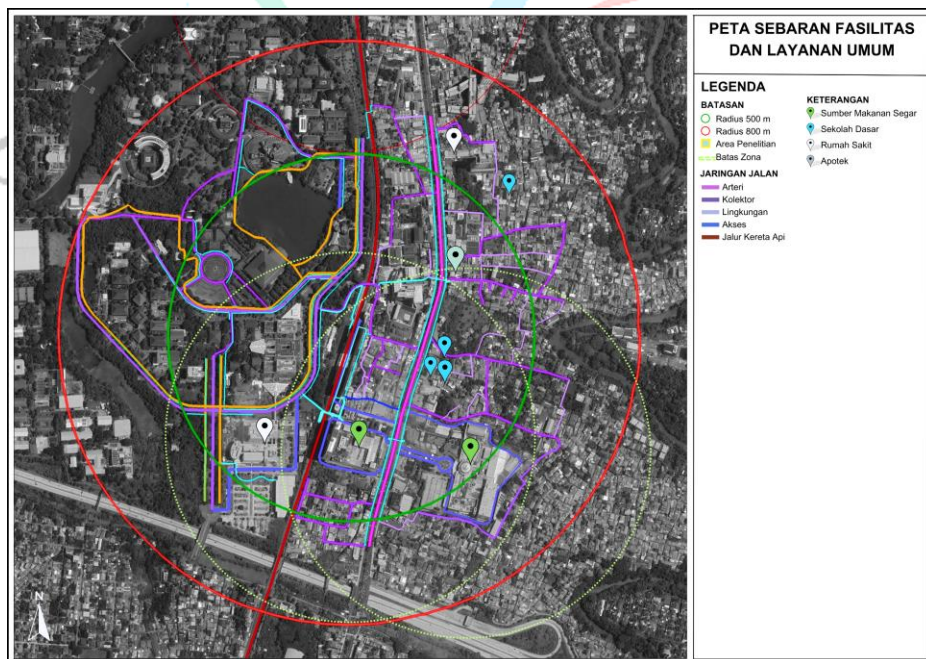 PETA SEBARAN FASILITAS
DAN LAYANAN UMUM
LEGENDA
BATASAN
Radius 500 m
Radius 800 m
Area Penelitian
Batas Zona
JARINGAN JALAN
Arteri
Kolektor
Lingkungan
Akses
Jalur Kereta Api
KETERANGAN
Sumber Makanan Segar
Sekolah Dasar
Rumah Sakit
Apotek
N